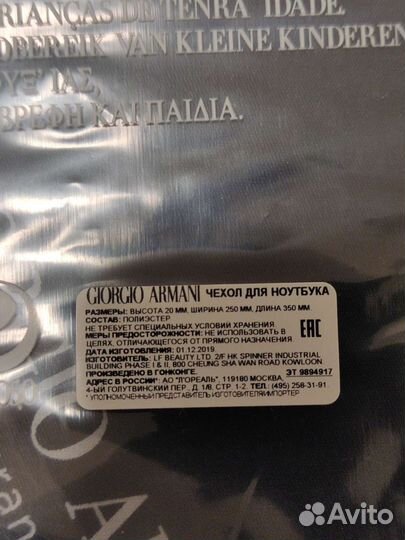 RIANÇAS DE TENRA IDADE.
OBEREIK VAN KLEINE KINDEREN
ΒΡΕΦΗ ΚΑΙ ΠΑΙΔΙΑ.
GIORGIO ARMANI ЧЕХОЛ ДЛЯ НОУТБУКА
РАЗМЕРЫ: ВЫСОТА 20 ММ, ШИРИНА 250 ММ, ДЛИНА 350 ММ
СОСТАВ: ПОЛИЭСТЕР
НЕ ТРЕБУЕТ СПЕЦИАЛЬНЫХ УСЛОВИЙ ХРАНЕНИЯ
МЕРЫ ПРЕДОСТОРОЖНОСТИ: НЕ ИСПОЛЬЗОВАТЬ В
ЦЕЛЯХ, ОТЛИЧАЮЩЕГОСЯ ОТ ПРЯМОГО НАЗНАЧЕНИЯ
EAC
ДАТА ИЗГОТОВЛЕНИЯ: 01.12.2019
ИЗГОТОВИТЕЛЬ: LF BEAUTY LTD. 2/F HK SPINNER INDUSTRIAL
BUILDING PHASE I & II, 800 CHEUNG SHA WAN ROAD KOWLOON.
ПРОИЗВЕДЕНО В ГОНКОНГЕ. ЭТ 9894917
АДРЕС В РОССИИ: АО "ЛОРЕАЛЬ", 119180 МОСКВА,
4-ЫЙ ГОЛУТВИНСКИЙ ПЕР., Д. 1/8, СТР. 1-2. ТЕЛ.: (495) 258-31-91.
* УПОЛНОМОЧЕННЫЙ ПРЕДСТАВИТЕЛЬ ИЗГОТОВИТЕЛЯ/ИМПОРТЕР
Avito